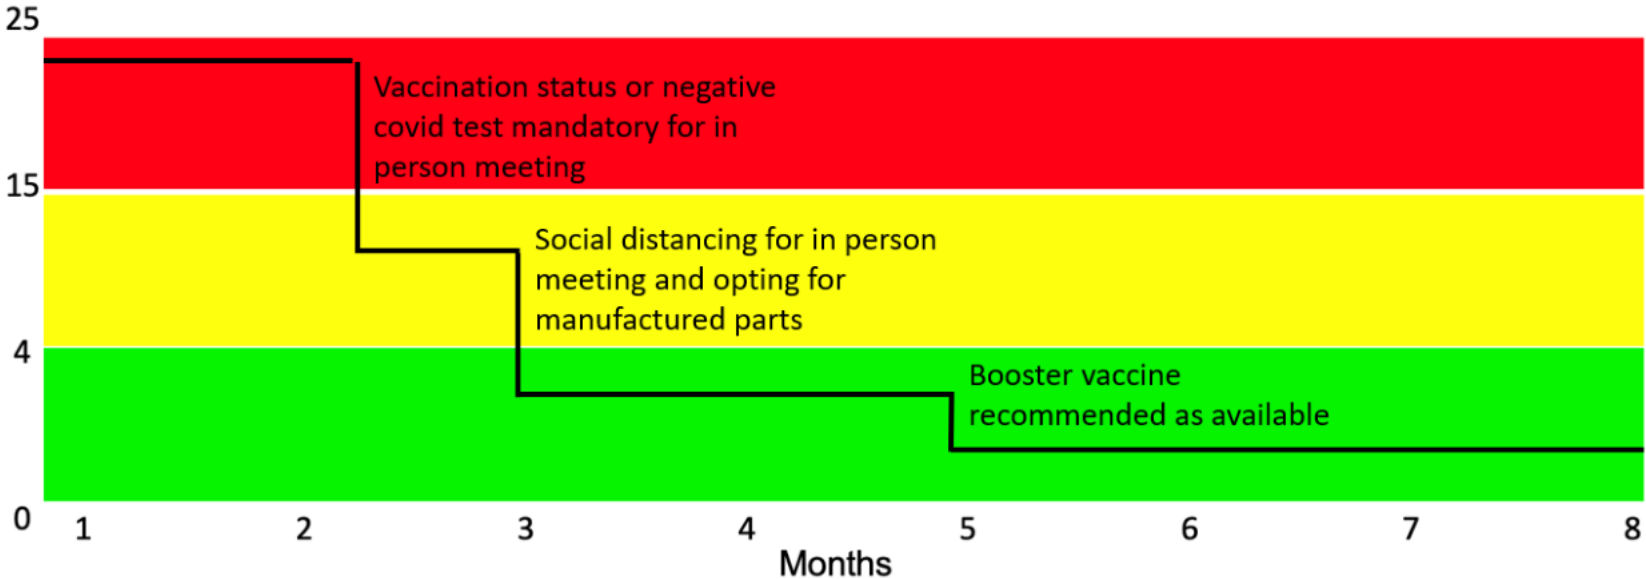 25
Vaccination status or negative
covid test mandatory for in
person meeting
15
Social distancing for in person
meeting and opting for
manufactured parts
4
Booster vaccine
recommended as available
0
1 2 3 4 5 6 7 8
Months